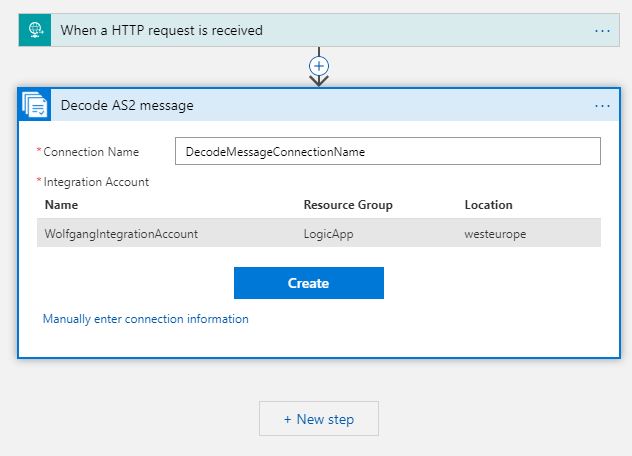 When a HTTP request is received
Decode AS2 message
*Connection Name DecodeMessageConnectionName
*Integration Account
Name Resource Group Location
WolfgangIntegrationAccount LogicApp westeurope
Create
Manually enter connection information
+ New step